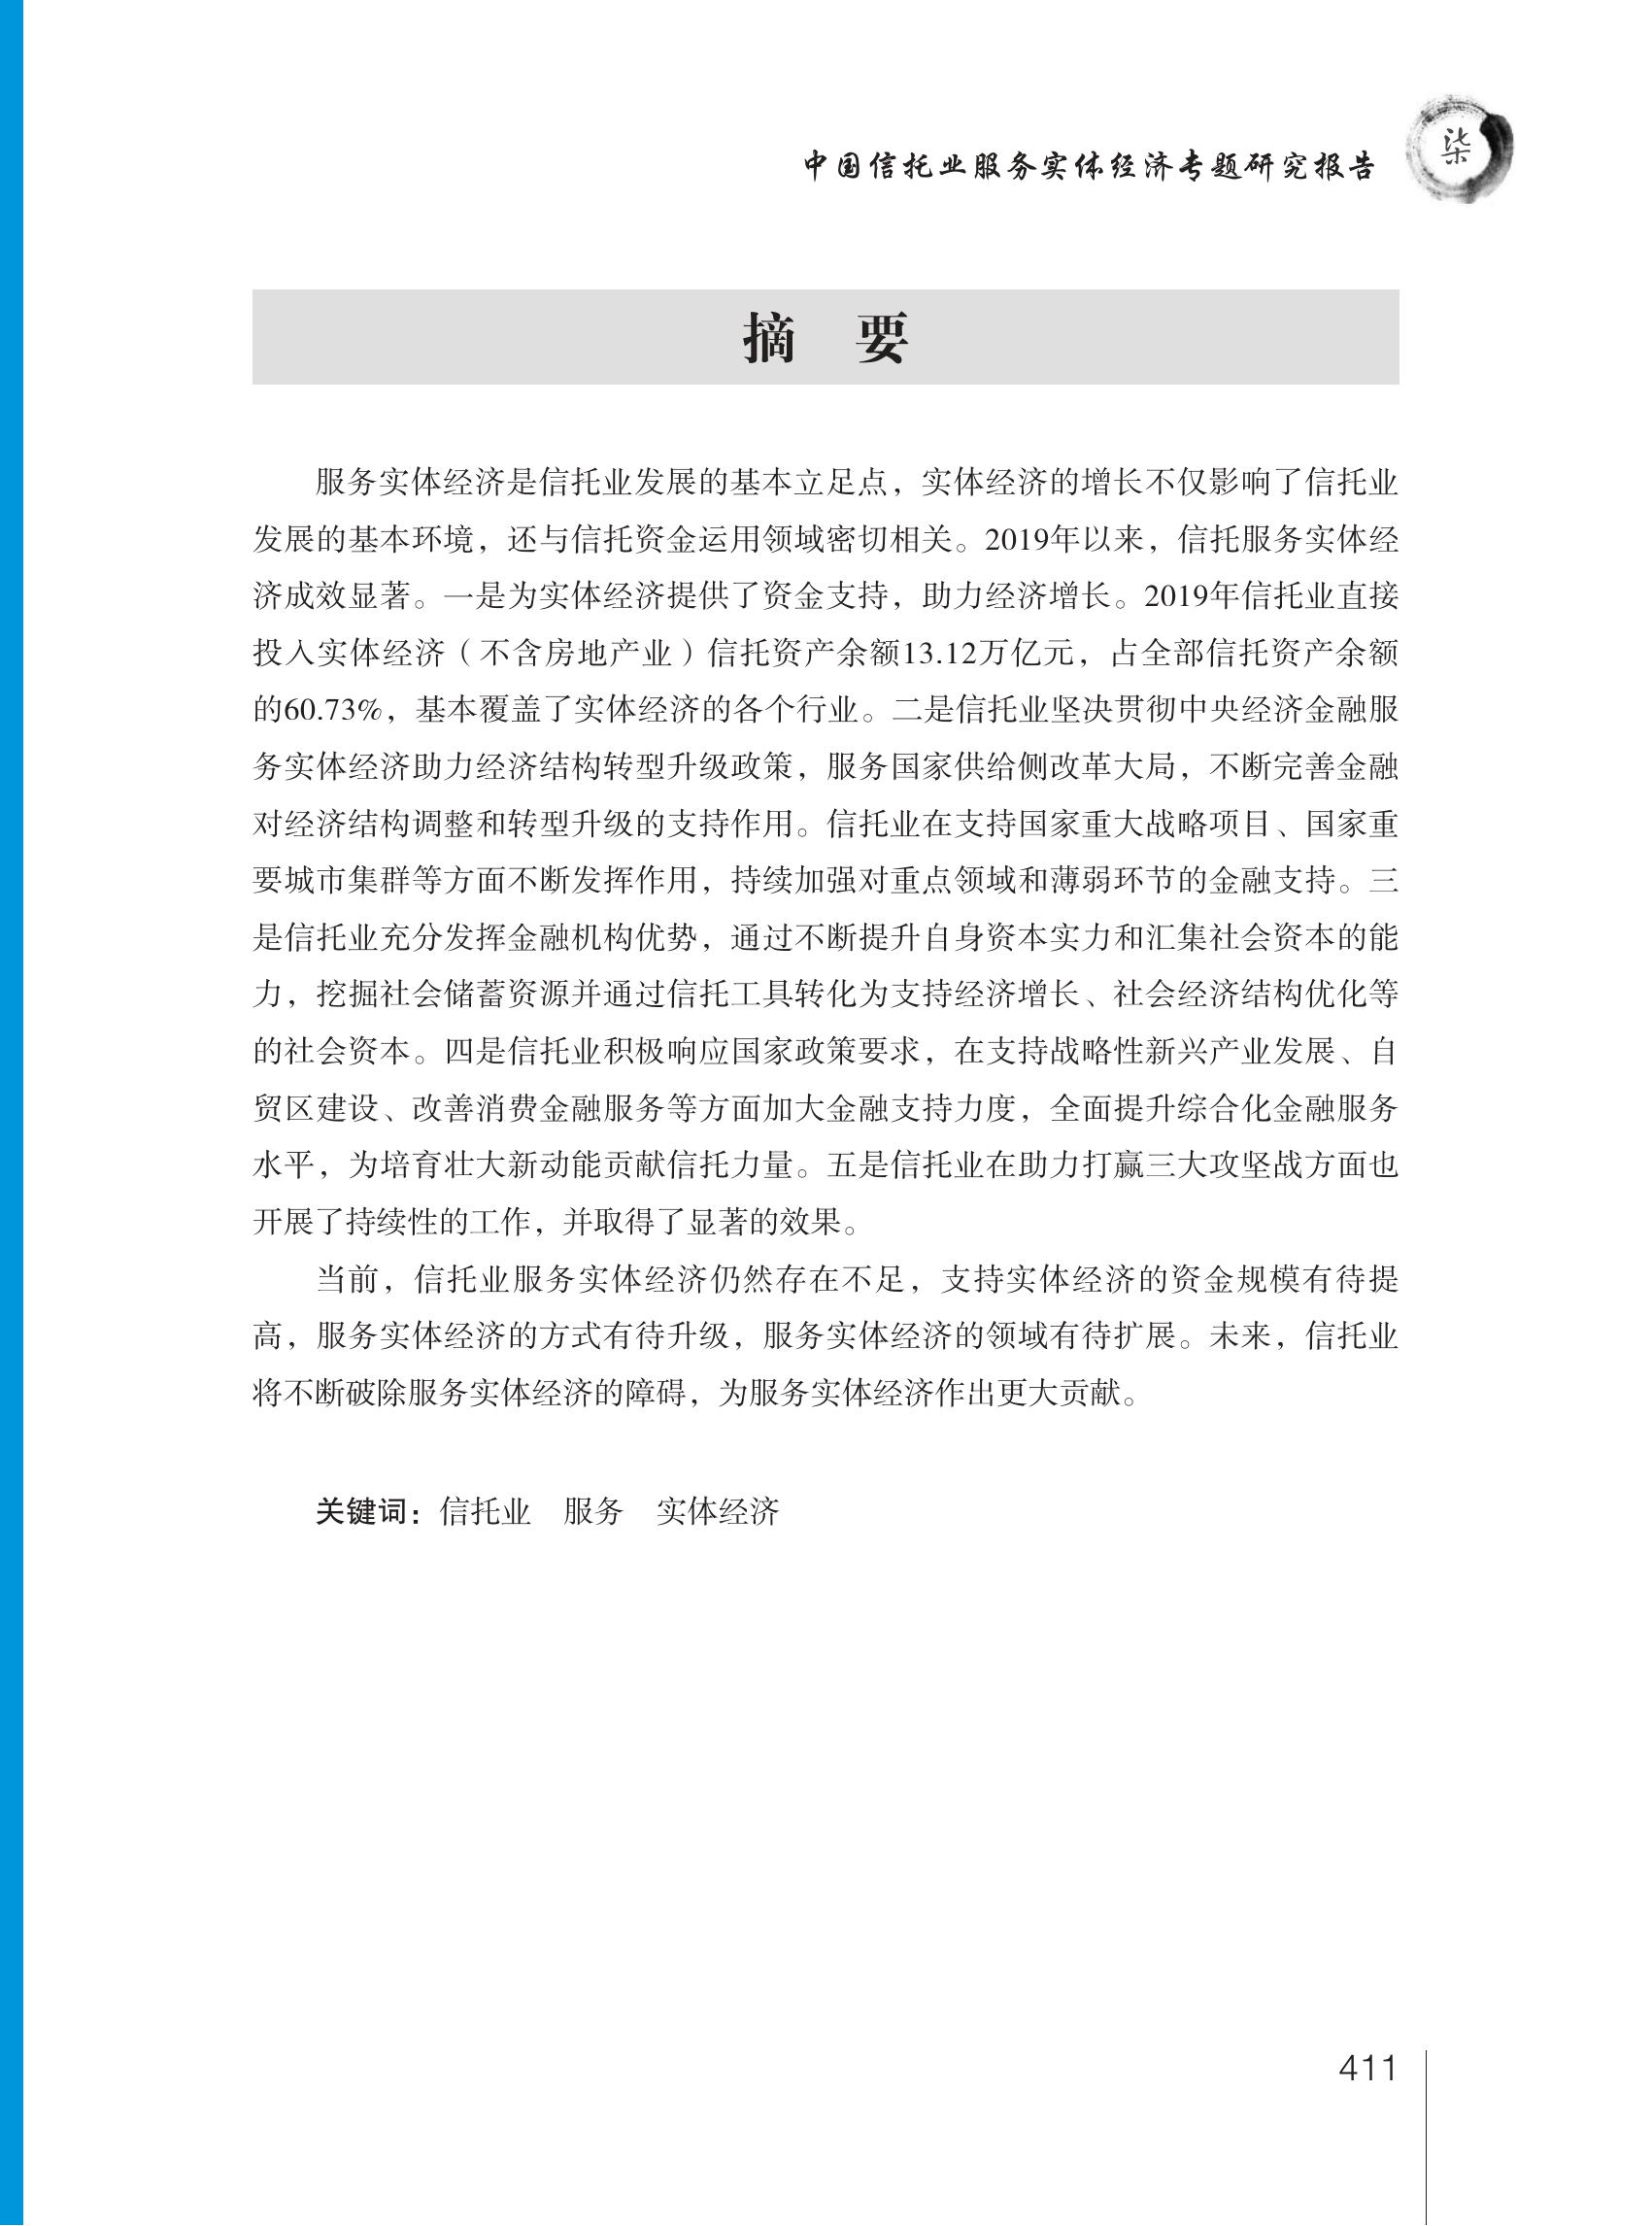 中国信托业服务实体经济专题研究报告
柒
摘　要
服务实体经济是信托业发展的基本立足点，实体经济的增长不仅影响了信托业
发展的基本环境，还与信托资金运用领域密切相关。2019年以来，信托服务实体经
济成效显著。一是为实体经济提供了资金支持，助力经济增长。2019年信托业直接
投入实体经济（不含房地产业）信托资产余额13.12万亿元，占全部信托资产余额
的60.73%，基本覆盖了实体经济的各个行业。二是信托业坚决贯彻中央经济金融服
务实体经济助力经济结构转型升级政策，服务国家供给侧改革大局，不断完善金融
对经济结构调整和转型升级的支持作用。信托业在支持国家重大战略项目、国家重
要城市集群等方面不断发挥作用，持续加强对重点领域和薄弱环节的金融支持。三
是信托业充分发挥金融机构优势，通过不断提升自身资本实力和汇集社会资本的能
力，挖掘社会储蓄资源并通过信托工具转化为支持经济增长、社会经济结构优化等
的社会资本。四是信托业积极响应国家政策要求，在支持战略性新兴产业发展、自
贸区建设、改善消费金融服务等方面加大金融支持力度，全面提升综合化金融服务
水平，为培育壮大新动能贡献信托力量。五是信托业在助力打赢三大攻坚战方面也
开展了持续性的工作，并取得了显著的效果。
当前，信托业服务实体经济仍然存在不足，支持实体经济的资金规模有待提
高，服务实体经济的方式有待升级，服务实体经济的领域有待扩展。未来，信托业
将不断破除服务实体经济的障碍，为服务实体经济作出更大贡献。
关键词：信托业　服务　实体经济
411